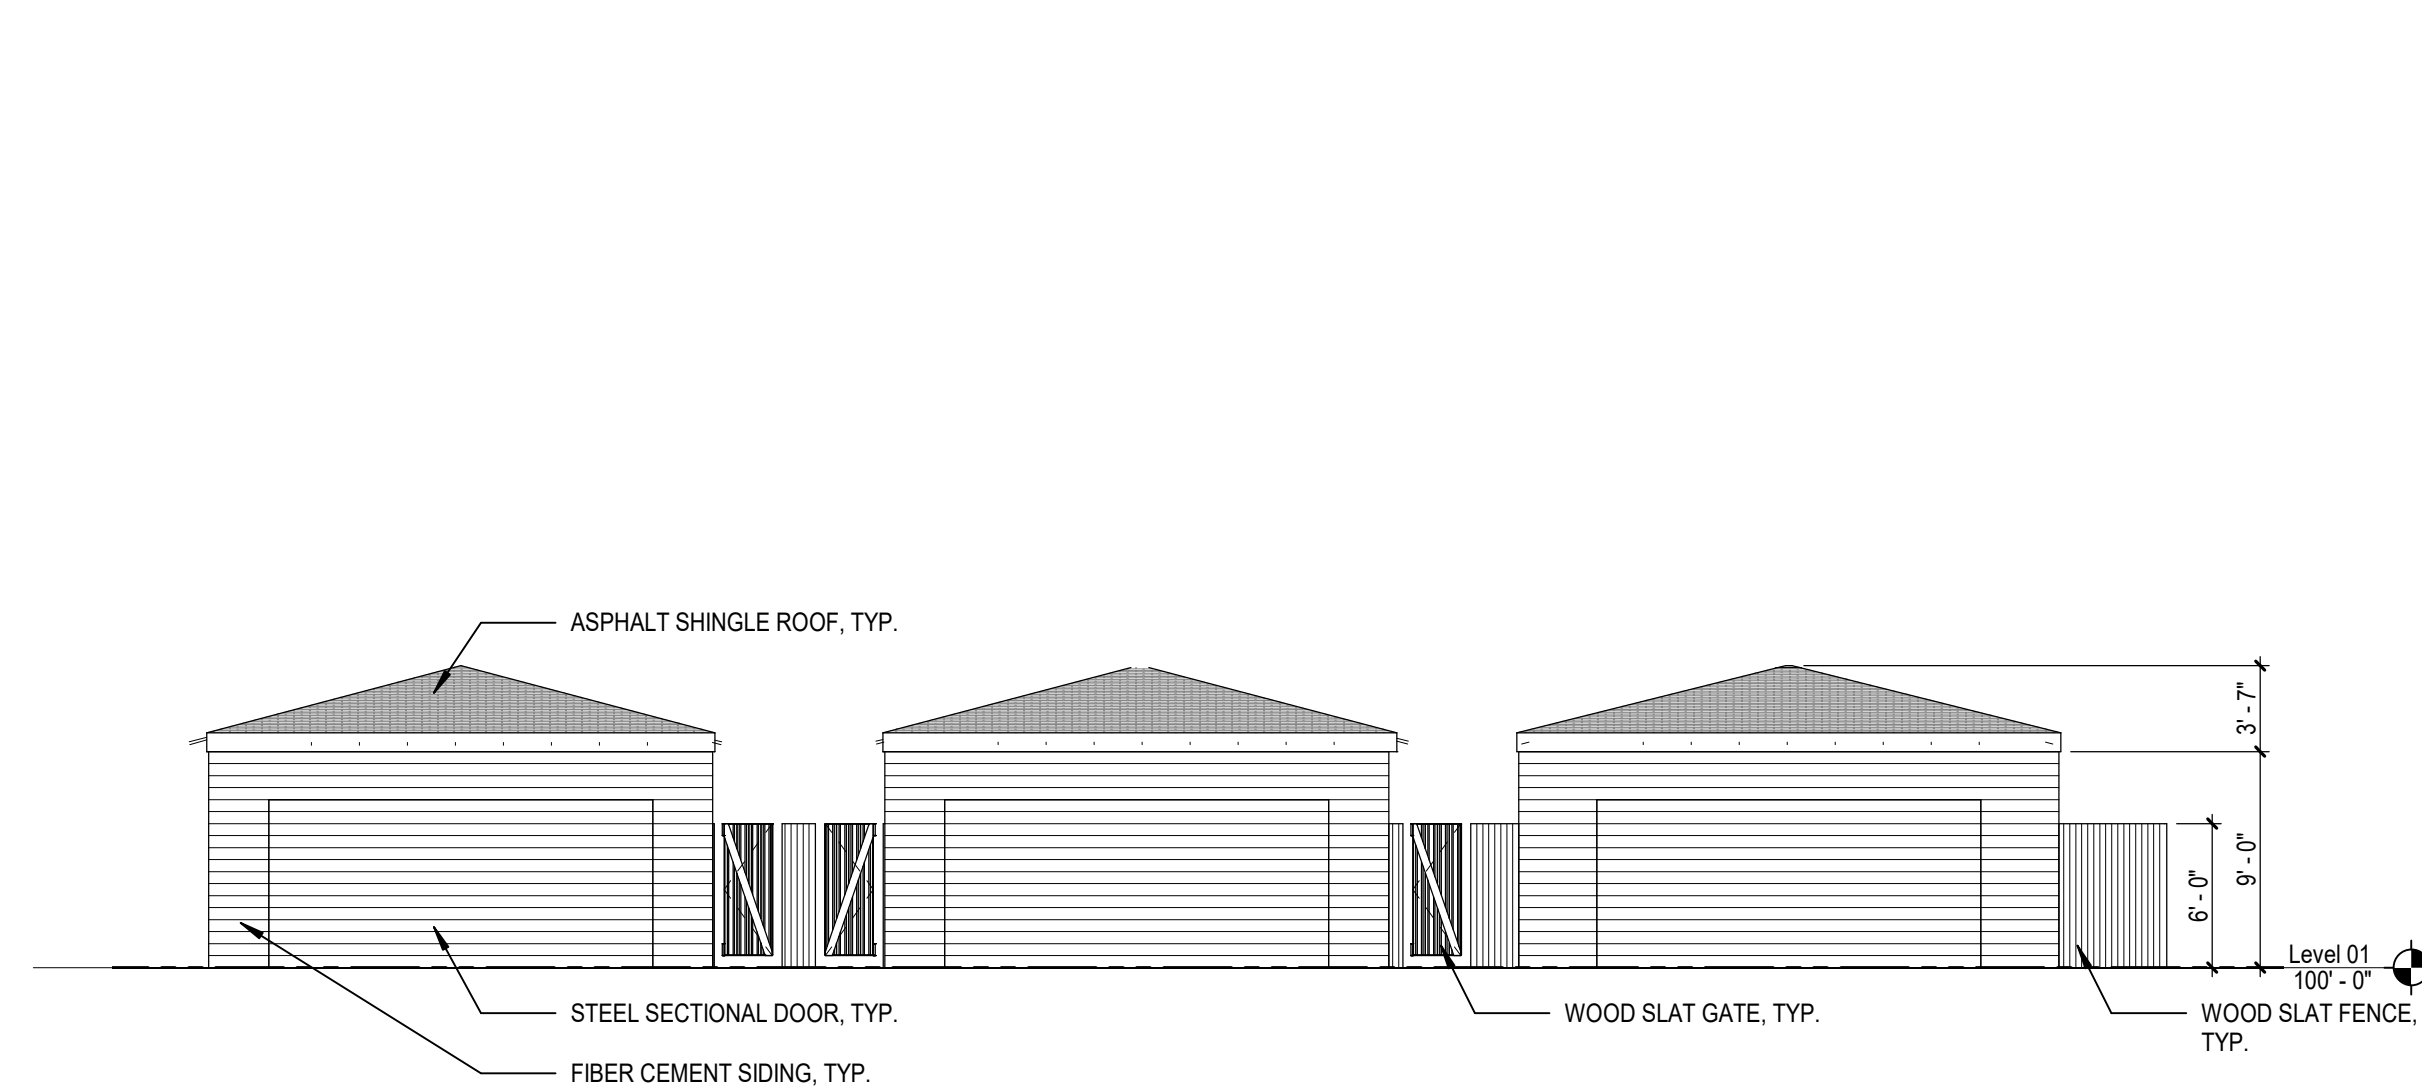 ASPHALT SHINGLE ROOF, TYP.
3' - 7"
9' - 0"
6' - 0"
Level 01
100' - 0"
STEEL SECTIONAL DOOR, TYP.
WOOD SLAT GATE, TYP.
WOOD SLAT FENCE,
TYP.
FIBER CEMENT SIDING, TYP.